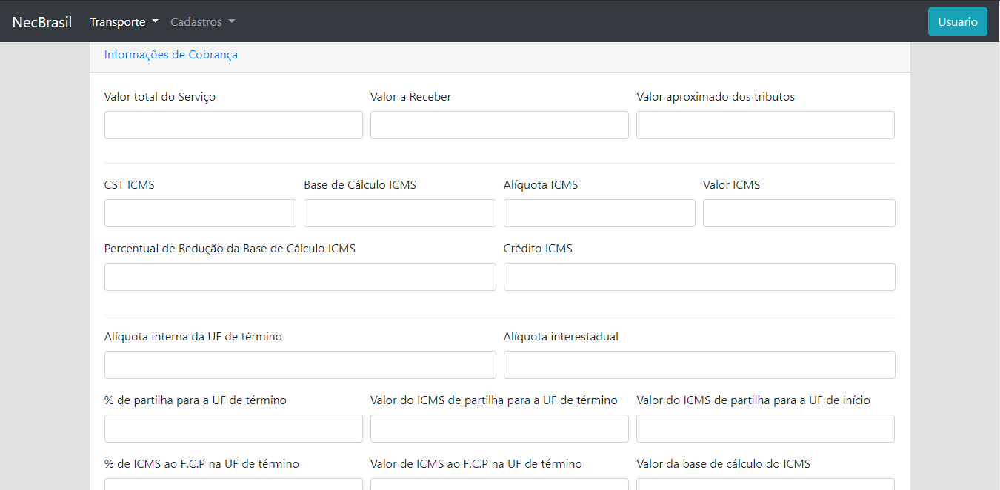 NecBrasil Transporte Cadastros Usuario
Informações de Cobrança
Valor total do Serviço Valor a Receber Valor aproximado dos tributos
CST ICMS Base de Cálculo ICMS Alíquota ICMS Valor ICMS
Percentual de Redução da Base de Cálculo ICMS Crédito ICMS
Alíquota interna da UF de término Alíquota interestadual
% de partilha para a UF de término Valor do ICMS de partilha para a UF de término Valor do ICMS de partilha para a UF de início
% de ICMS ao F.C.P na UF de término Valor de ICMS ao F.C.P na UF de término Valor da base de cálculo do ICMS